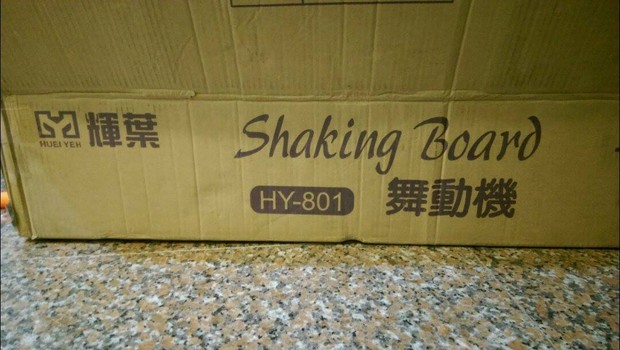 HUEI YEH
輝葉
Shaking Board
HY-801
舞動機